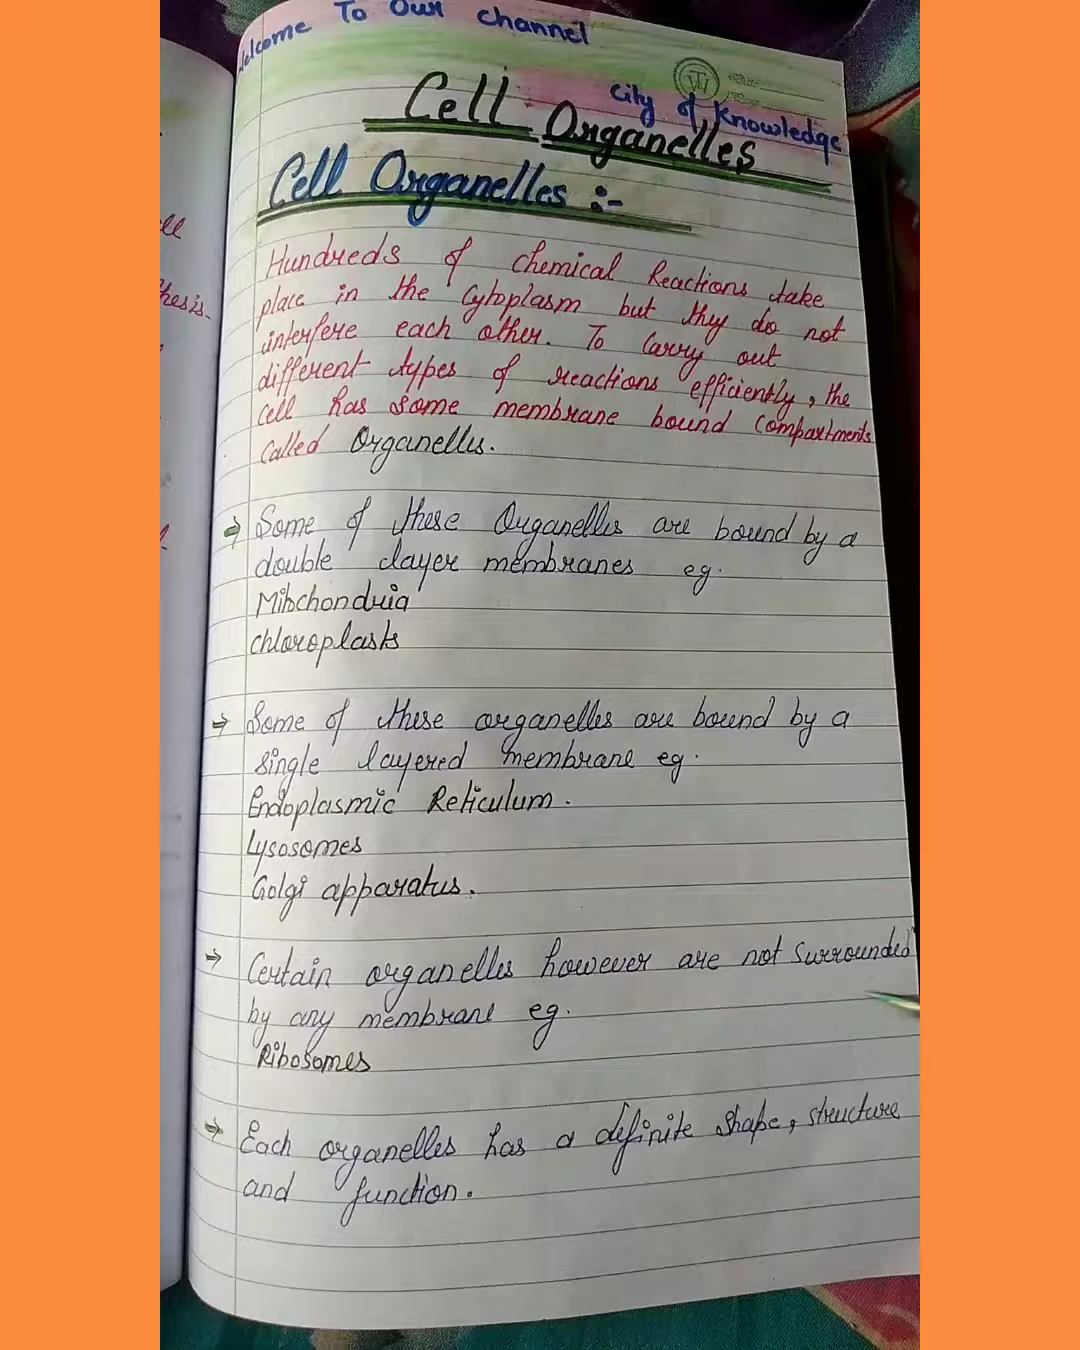 Welcome To Our channel
City of Knowledge
Cell Organelles
Cell Organelles :-
Hundreds of chemical Reactions take
place in the Cytoplasm but they do not
interfere each other. To Carry out
different types of reactions efficiently, the
cell has some membrane bound Compartments
Called Organelles.
⇒ Some of these Organelles are bound by a
double layer membranes eg.
Mitochondria
chloroplasts
⇒ Some of these organelles are bound by a
single layered membrane eg.
Endoplasmic Reticulum.
Lysosomes
Golgi apparatus.
⇒ Certain organelles however are not Surrounded
by any membrane eg.
Ribosomes
⇒ Each organelles has a definite shape, structure
and function.